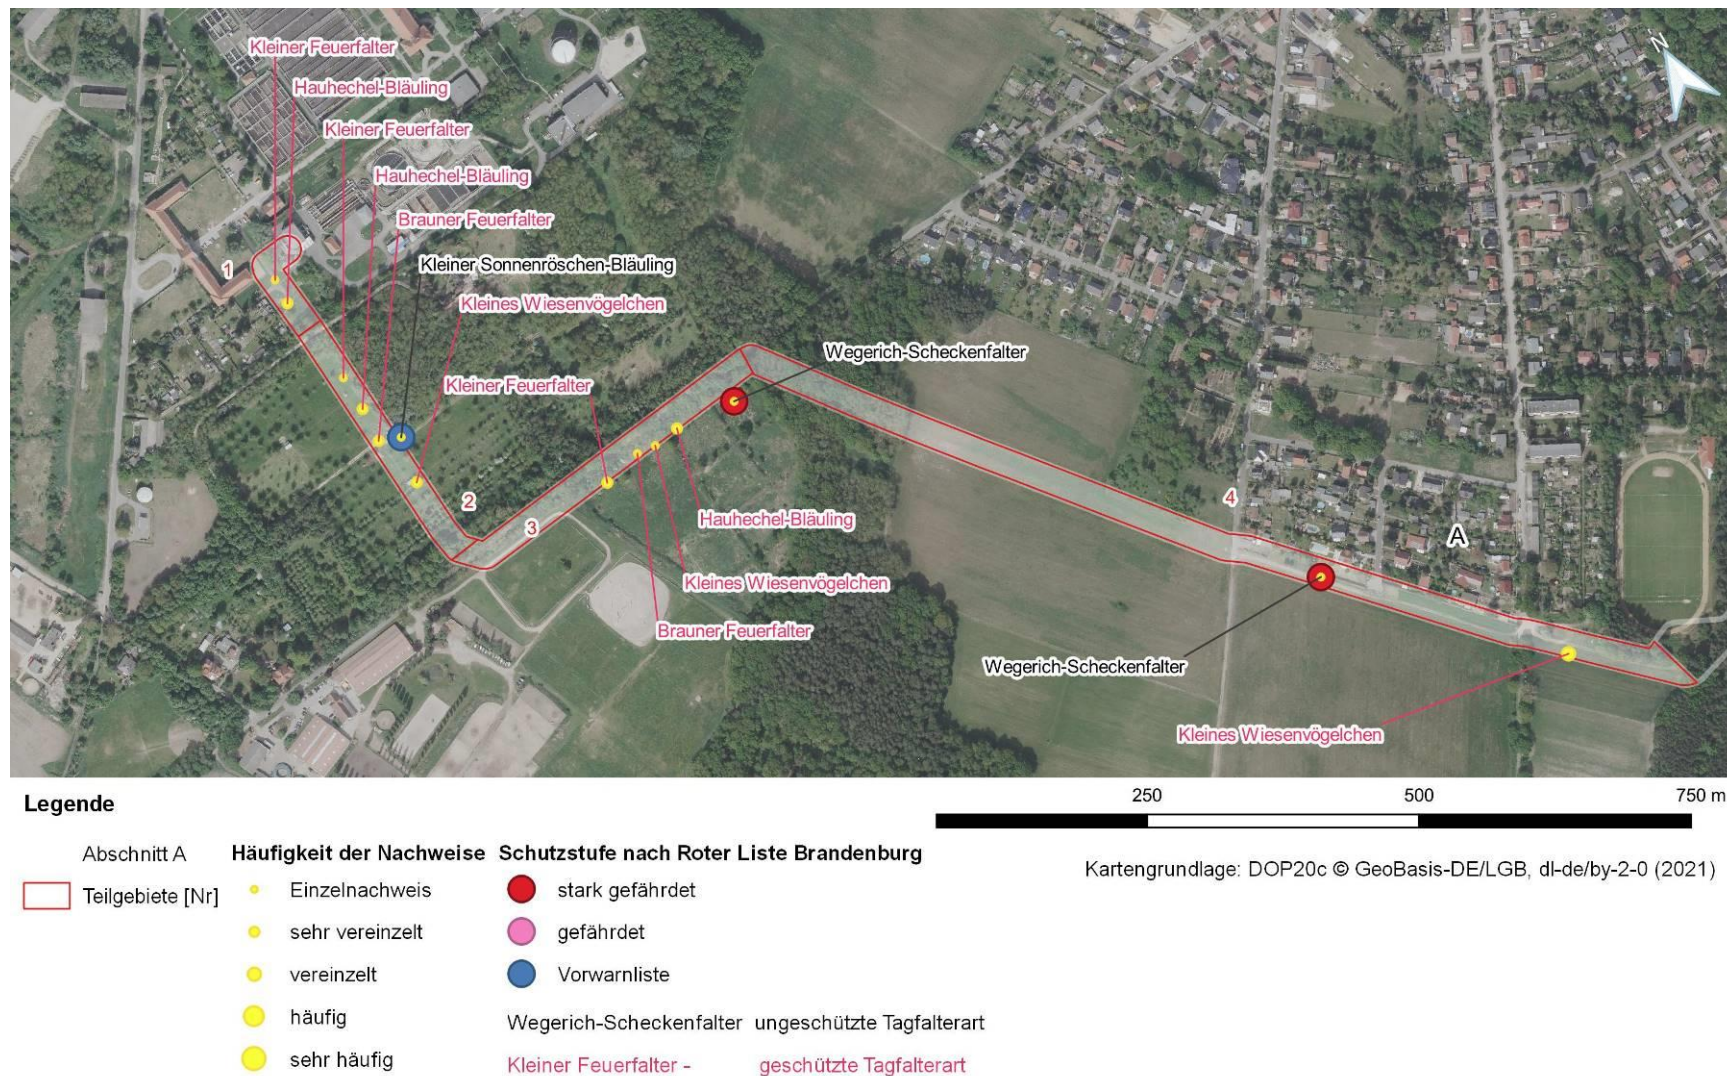 Kleiner Feuerfalter
Hauhechel-Bläuling
Kleiner Feuerfalter
Hauhechel-Bläuling
Brauner Feuerfalter
Kleiner Sonnenröschen-Bläuling
Kleines Wiesenvögelchen
Wegerich-Scheckenfalter
Kleiner Feuerfalter
Hauhechel-Bläuling
Kleines Wiesenvögelchen
Brauner Feuerfalter
Wegerich-Scheckenfalter
Kleines Wiesenvögelchen
1
2
3
4
A
N
Legende
Abschnitt A
Teilgebiete [Nr]
Häufigkeit der Nachweise
Einzelnachweis
sehr vereinzelt
vereinzelt
häufig
sehr häufig
Schutzstufe nach Roter Liste Brandenburg
stark gefährdet
gefährdet
Vorwarnliste
Wegerich-Scheckenfalter ungeschützte Tagfalterart
Kleiner Feuerfalter - geschützte Tagfalterart
250 500 750 m
Kartengrundlage: DOP20c © GeoBasis-DE/LGB, dl-de/by-2-0 (2021)